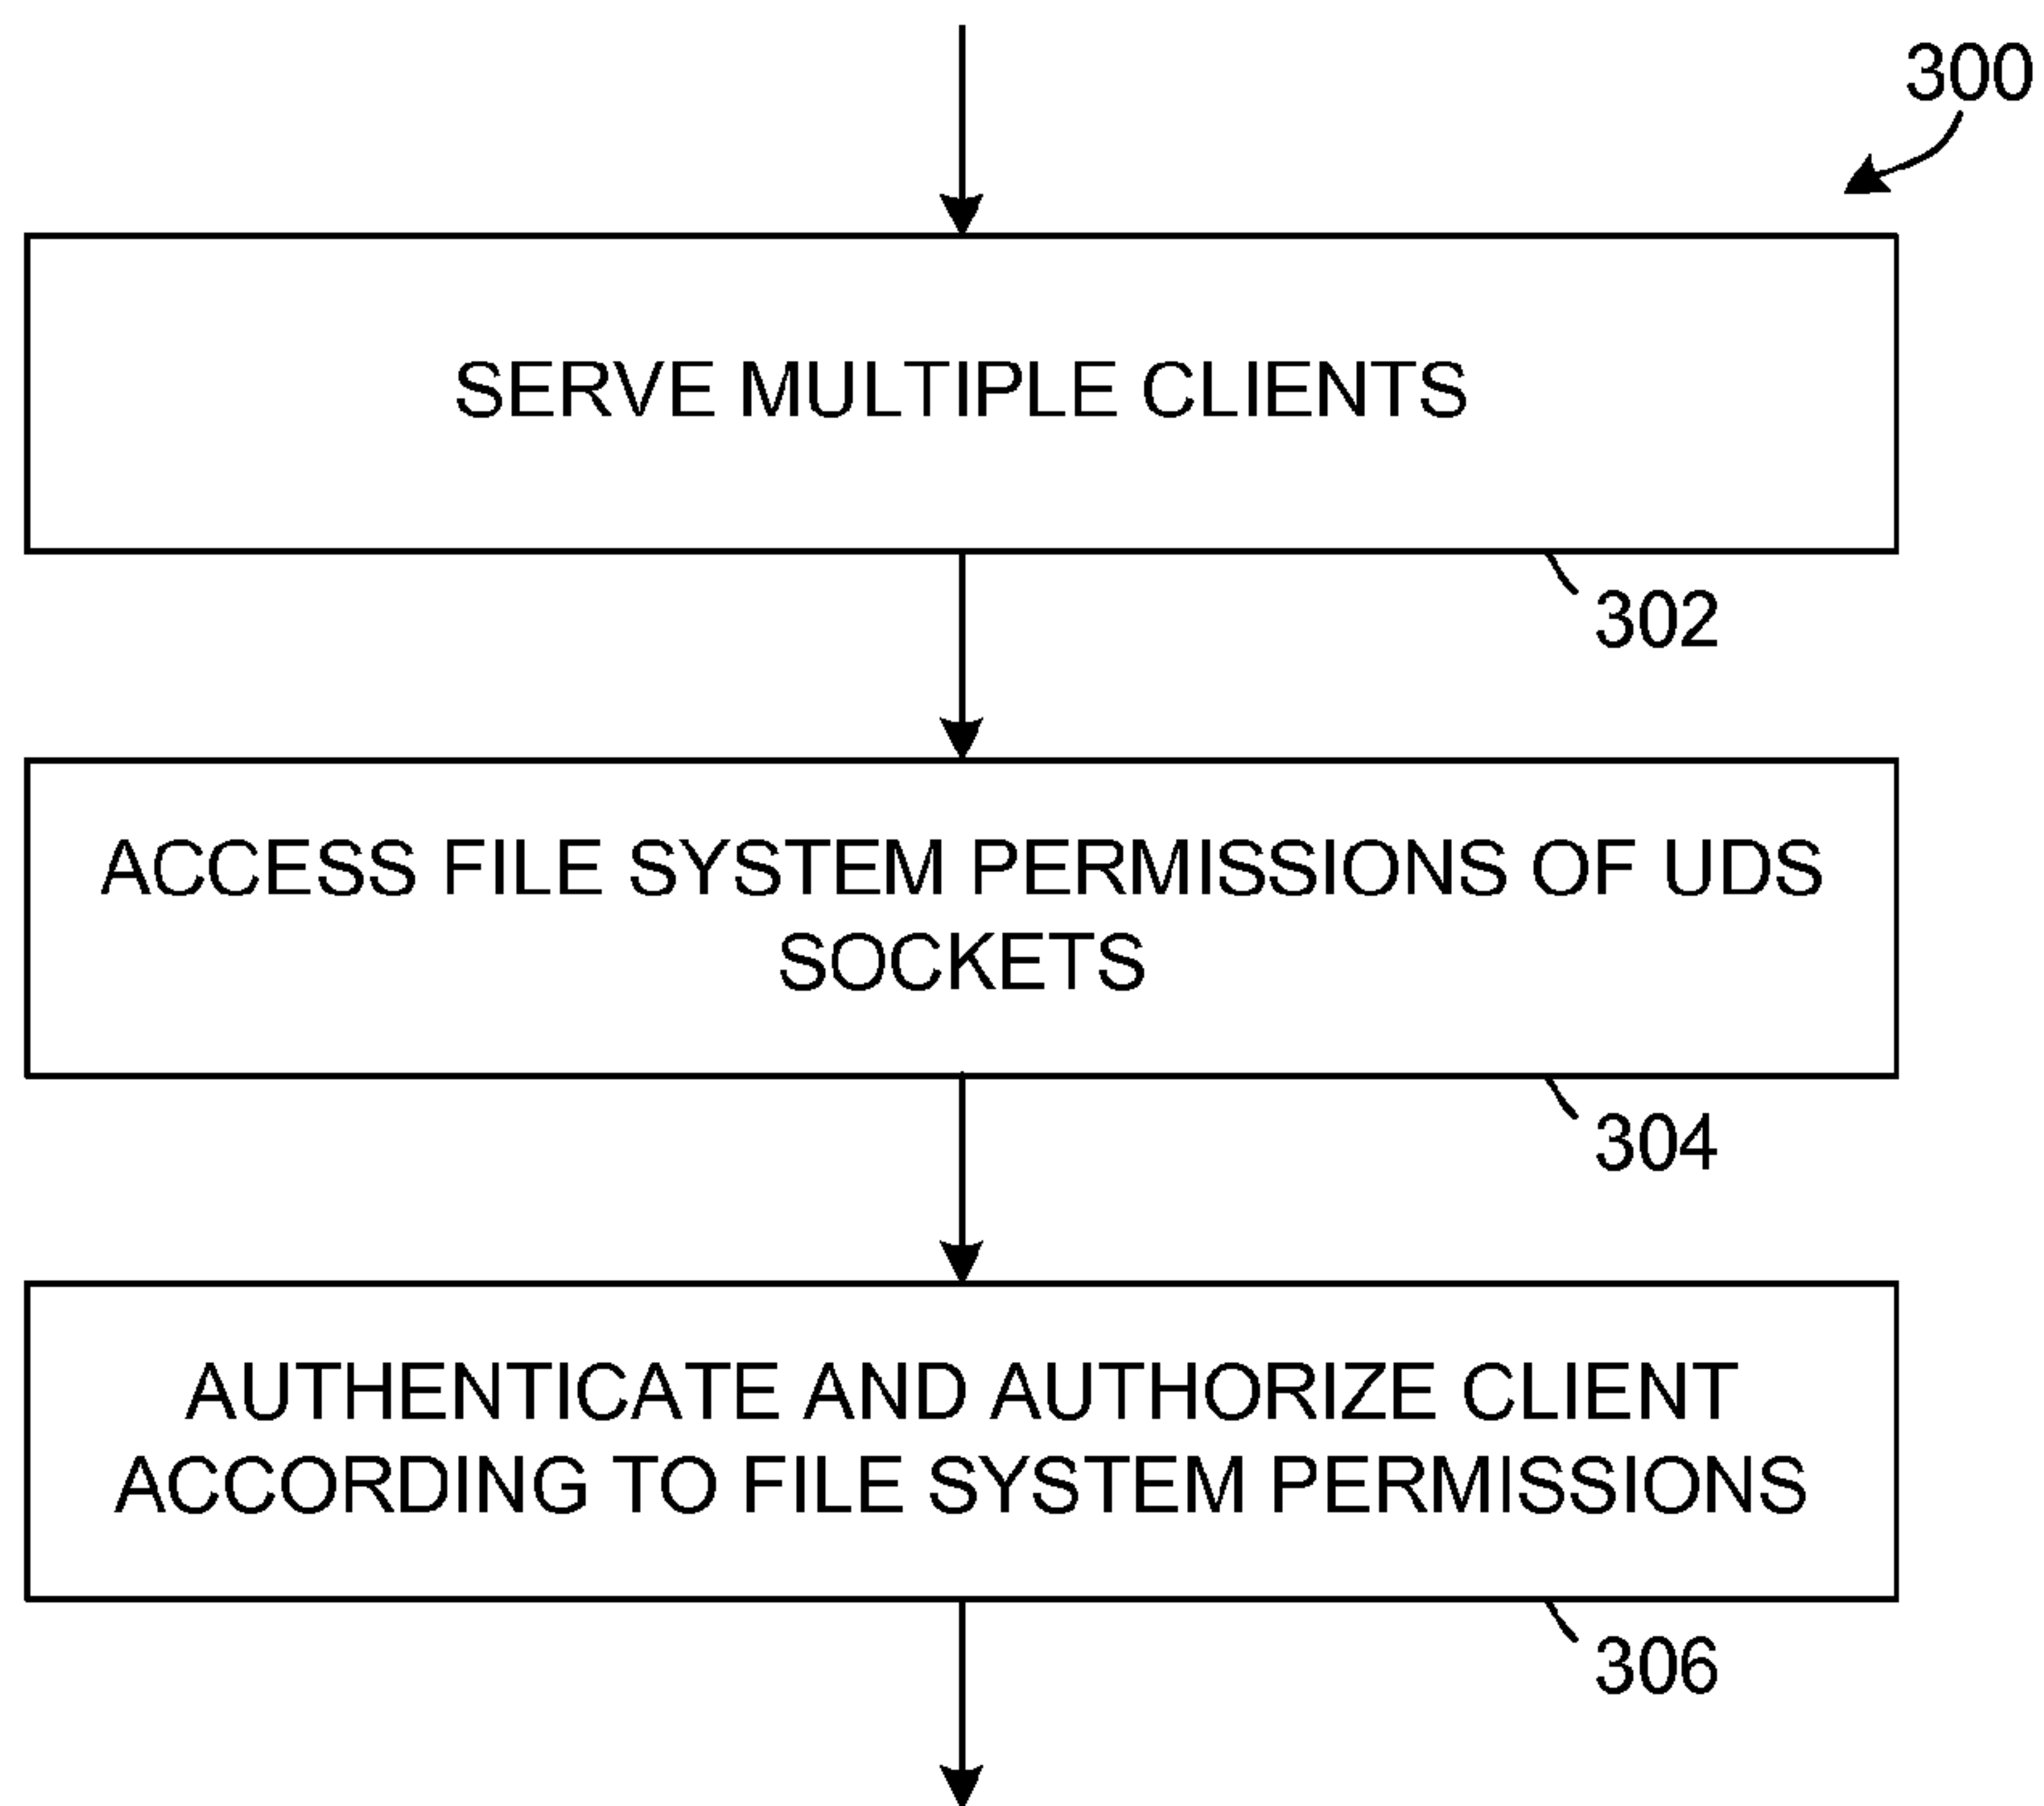 300
SERVE MULTIPLE CLIENTS
302
ACCESS FILE SYSTEM PERMISSIONS OF UDS
SOCKETS
304
AUTHENTICATE AND AUTHORIZE CLIENT
ACCORDING TO FILE SYSTEM PERMISSIONS
306